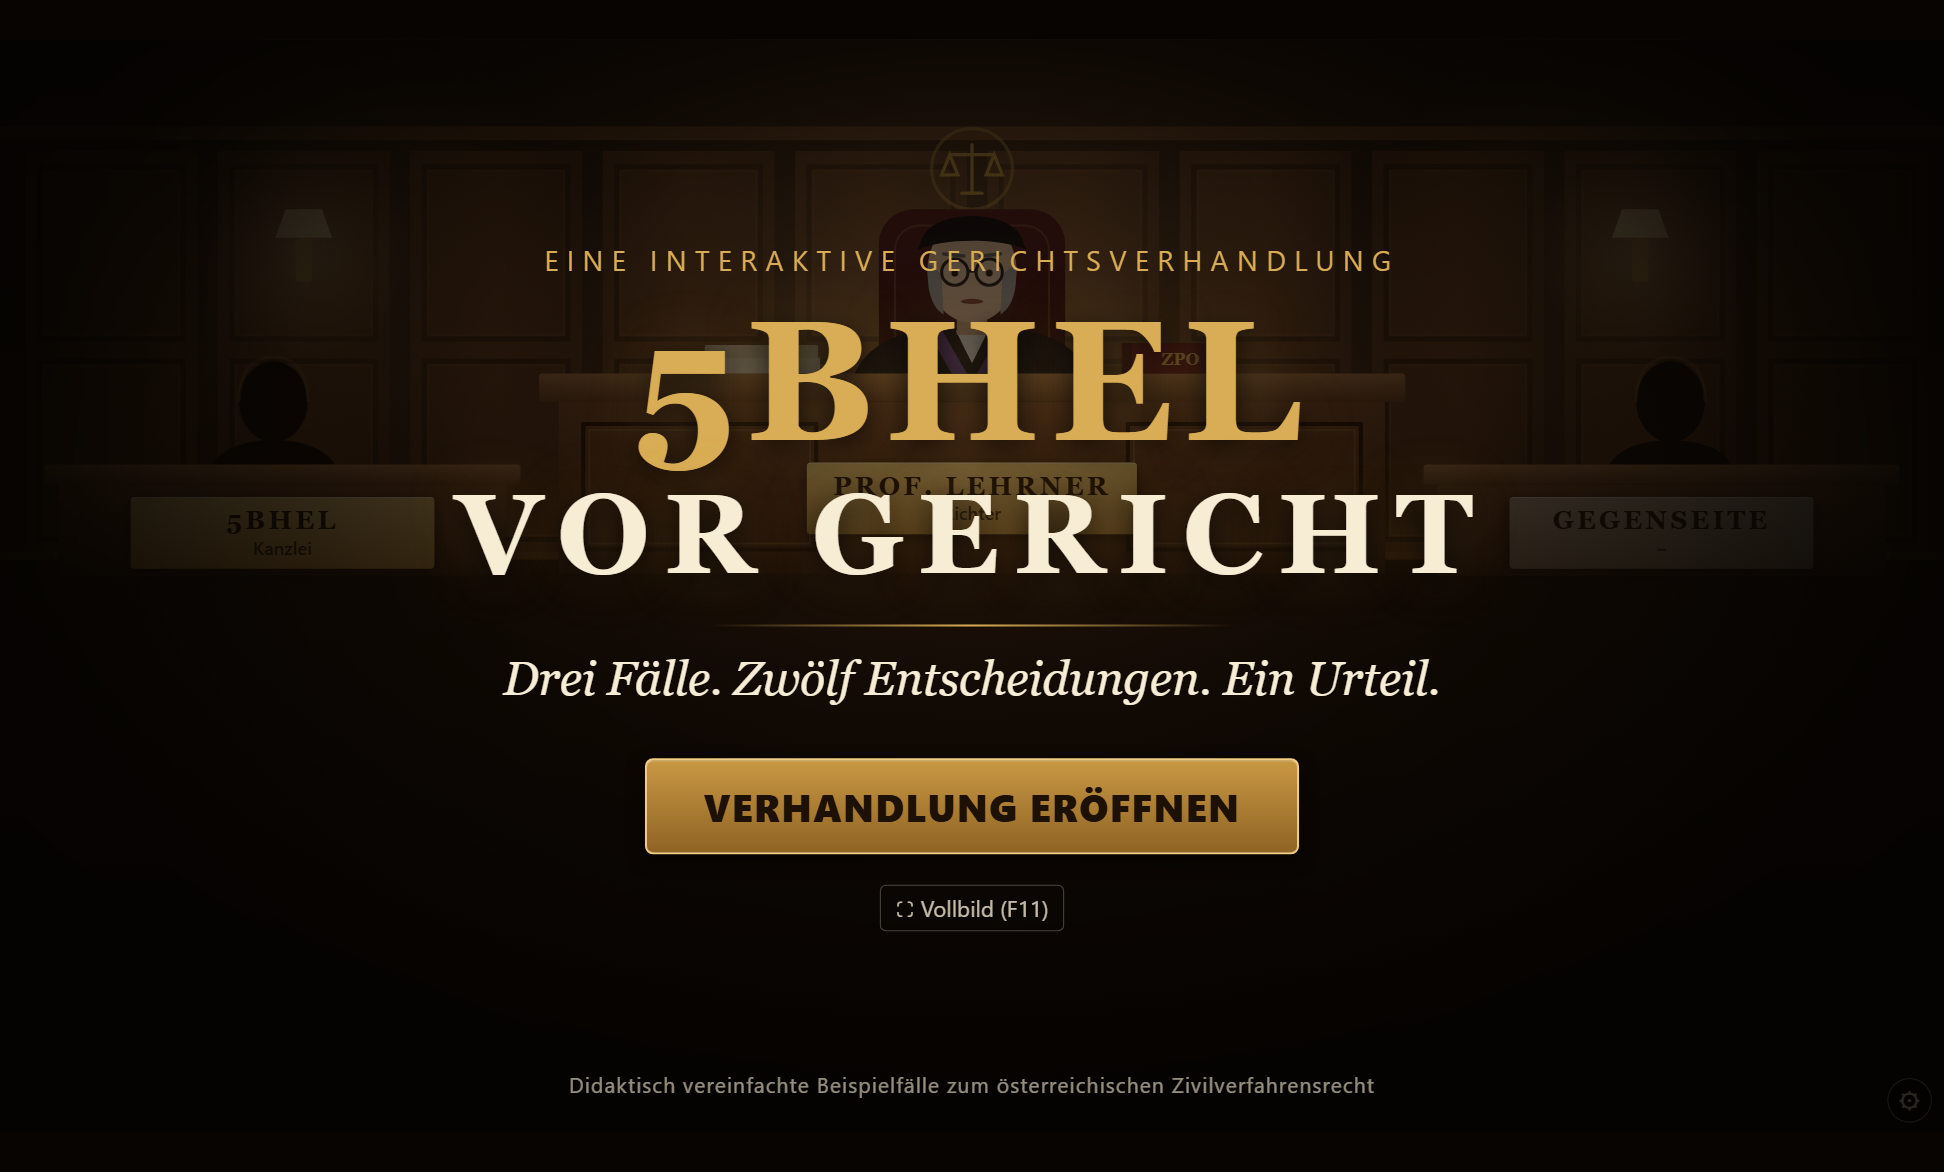 EINE INTERAKTIVE GERICHTSVERHANDLUNG
5BHEL
ZPO
PROF. LEHRNER
Richter
VOR GERICHT
5BHEL
Kanzlei
GEGENSEITE
–
Drei Fälle. Zwölf Entscheidungen. Ein Urteil.
VERHANDLUNG ERÖFFNEN
Vollbild (F11)
Didaktisch vereinfachte Beispielfälle zum österreichischen Zivilverfahrensrecht